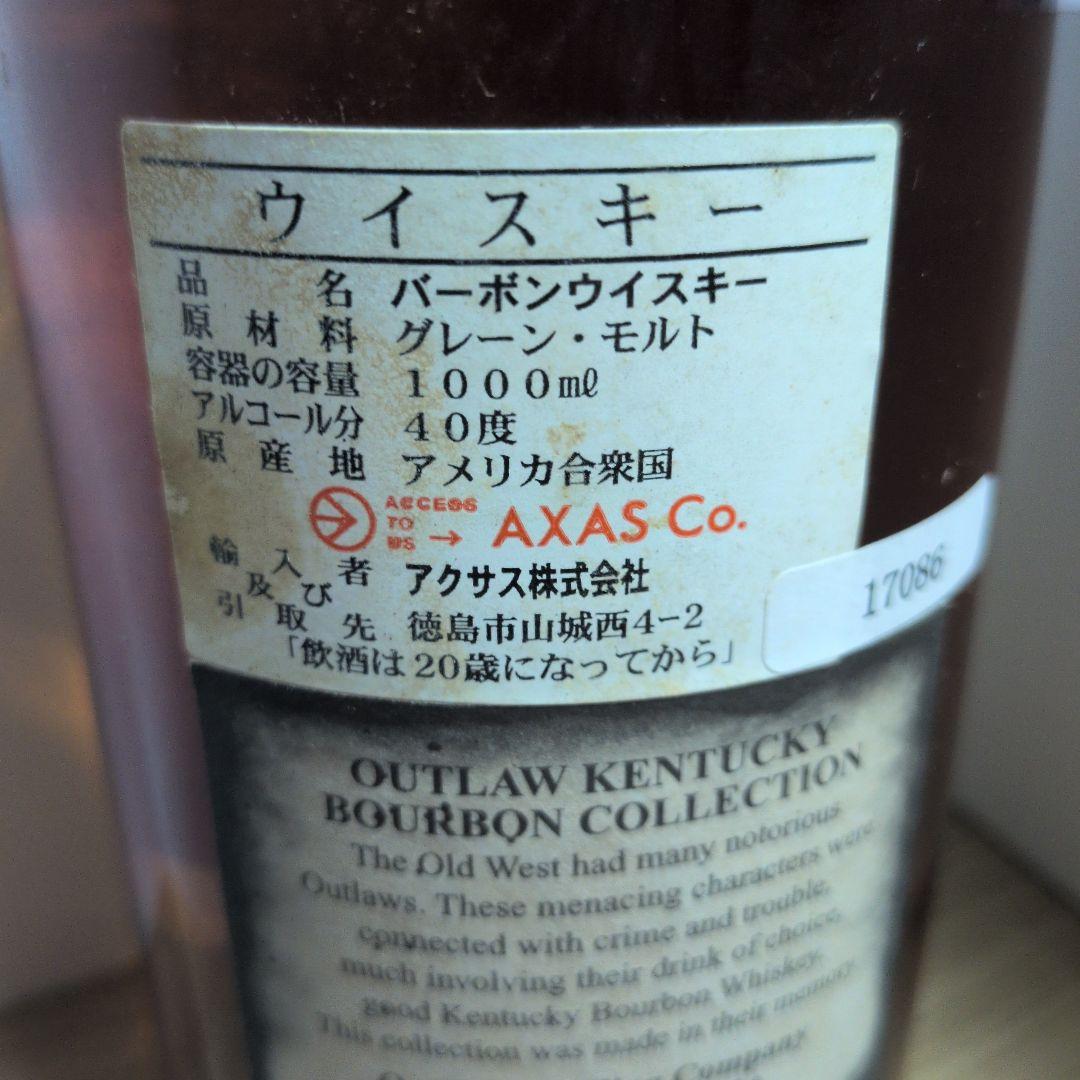 ウイスキー
品名 バーボンウイスキー
原材料 グレーン・モルト
容器の容量 1000ml
アルコール分 40度
原産地 アメリカ合衆国
ACCESS TO US → AXAS Co.
輸入者及び引取先 アクサス株式会社
徳島市山城西4-2
「飲酒は20歳になってから」
17086
OUTLAW KENTUCKY
BOURBON COLLECTION
The Old West had many notorious
Outlaws. These menacing characters were
connected with crime and trouble,
much involving their drink of choice,
good Kentucky Bourbon Whiskey.
This collection was made in their memory.
Company